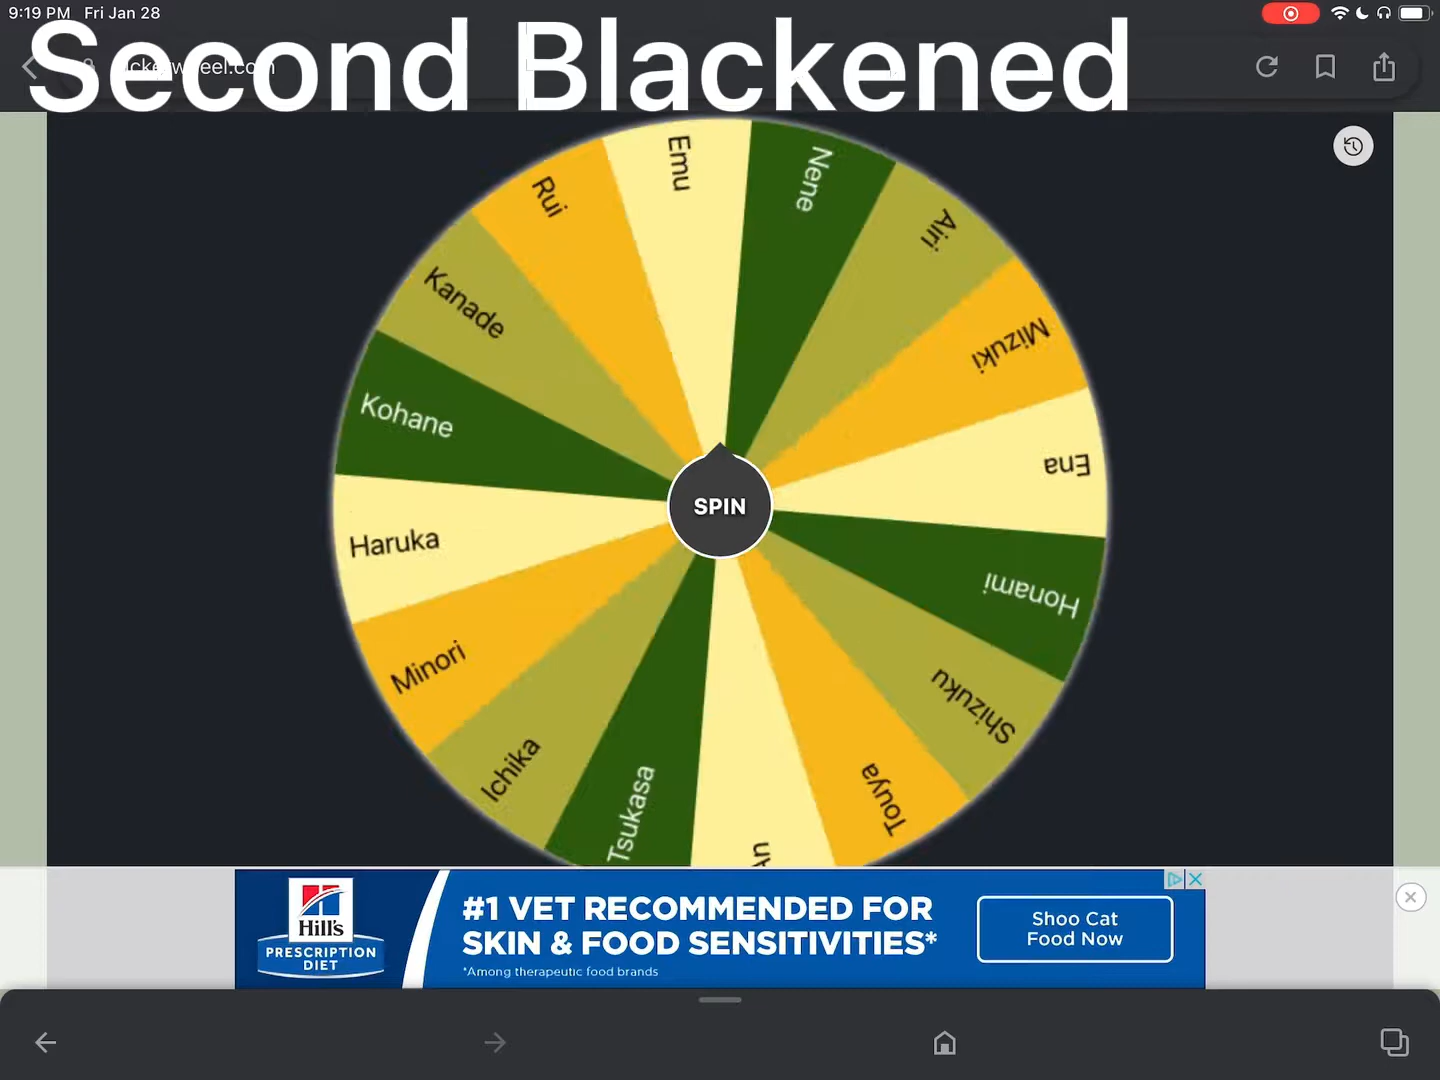 9:19 PM Fri Jan 28
Second Blackened
Emu
Nene
Rui
Airi
Kanade
Mizuki
Kohane
Ena
SPIN
Haruka
Honami
Minori
Shizuku
Ichika
Touya
Tsukasa
Hill's
PRESCRIPTION
DIET
#1 VET RECOMMENDED FOR
SKIN & FOOD SENSITIVITIES*
*Among therapeutic food brands
Shoo Cat
Food Now